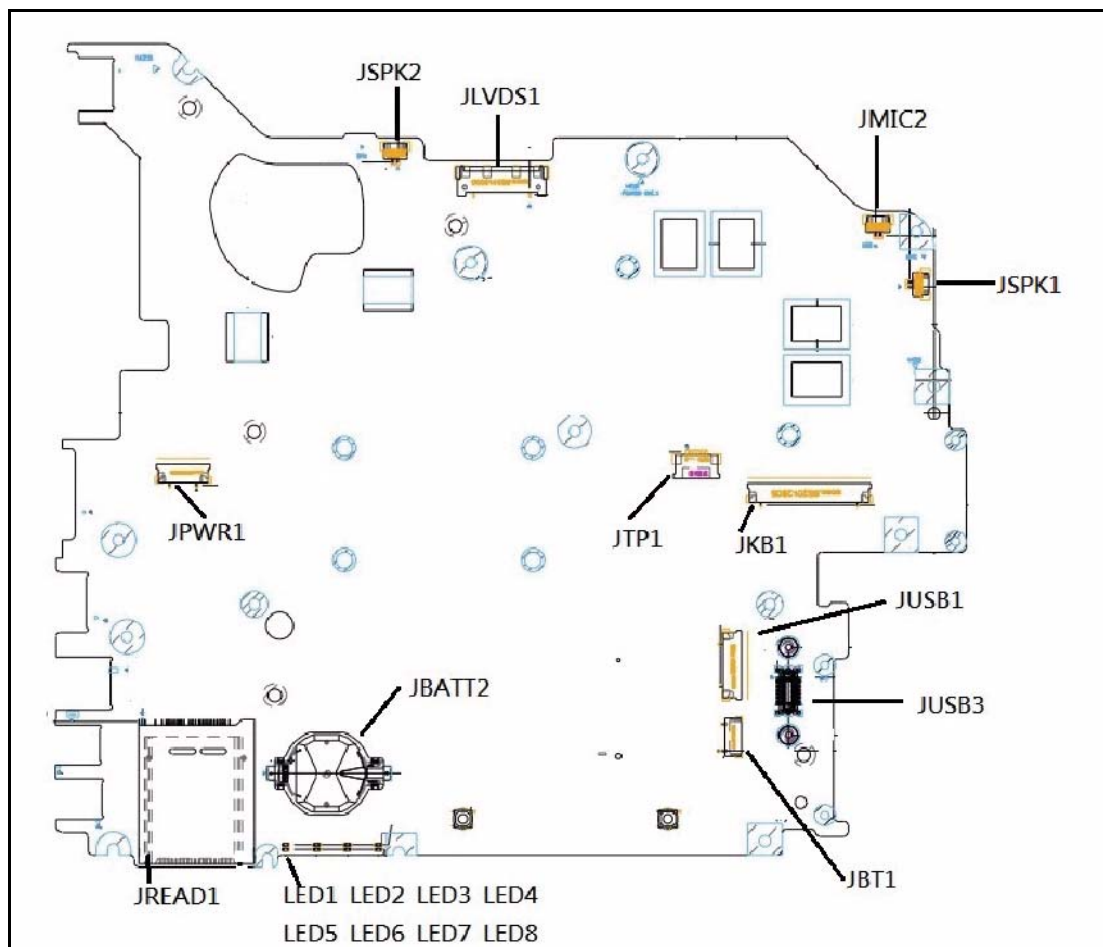 JSPK2
JLVDS1
JMIC2
JSPK1
JPWR1
JTP1
JKB1
JUSB1
JBATT2
JUSB3
JREAD1
LED1 LED2 LED3 LED4
JBT1
LED5 LED6 LED7 LED8